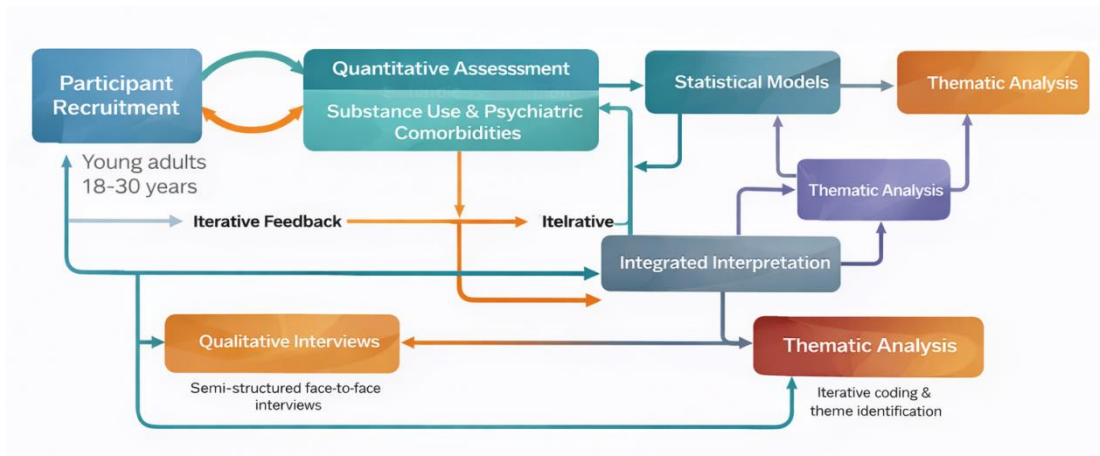 Participant
Recruitment
Quantitative Assesssment
Substance Use & Psychiatric
Comorbidities
Statistical Models
Thematic Analysis
Young adults
18-30 years
Thematic Analysis
Iterative Feedback
Itelrative
Integrated Interpretation
Qualitative Interviews
Thematic Analysis
Semi-structured face-to-face
interviews
Iterative coding &
theme identification